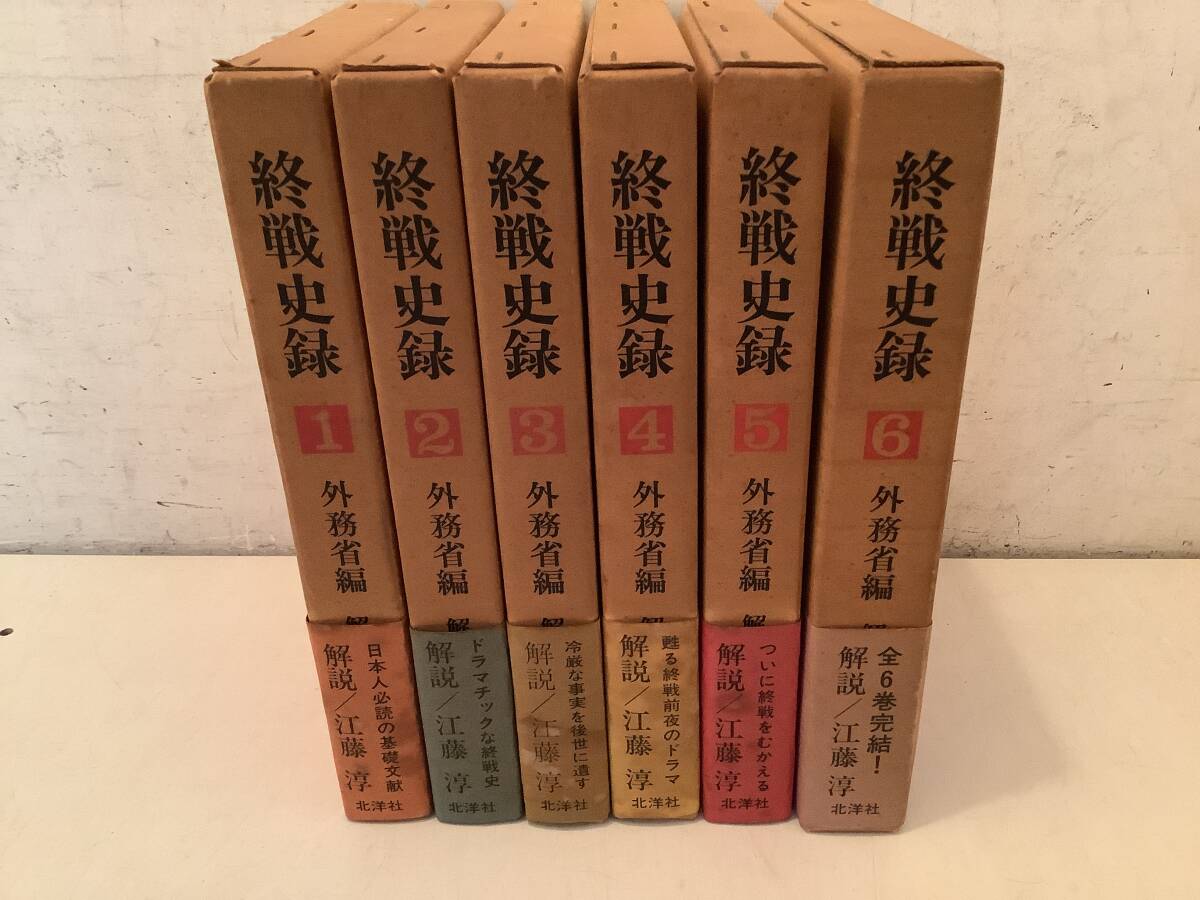 終戦史録
1
外務省編
解
日本人必読の基礎文献
解説／江藤 淳
北洋社
終戦史録
2
外務省編
解
ドラマチックな終戦史
解説／江藤 淳
北洋社
終戦史録
3
外務省編
解
冷厳な事実を後世に遺す
解説／江藤 淳
北洋社
終戦史録
4
外務省編
解
甦る終戦前夜のドラマ
解説／江藤 淳
北洋社
終戦史録
5
外務省編
解
ついに終戦をむかえる
解説／江藤 淳
北洋社
終戦史録
6
外務省編
解
全6巻完結！
解説／江藤 淳
北洋社